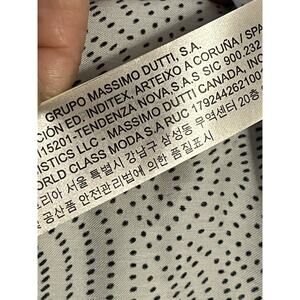 GRUPO MASSIMO DUTTI, S.A.
CIÓN ED. INDITEX, ARTEIXO A CORUÑA / SPA
115201-TENDENZA NOVA, S.A.S SIC 900.232
ISTICS LLC - MASSIMO DUTTI CANADA, INC
ORLD CLASS MODA S.A RUC 1792446210
리아. 서울 특별시 강남구 삼성동 무역센터 20층
공산품 안전관리법에 의한 품질표시